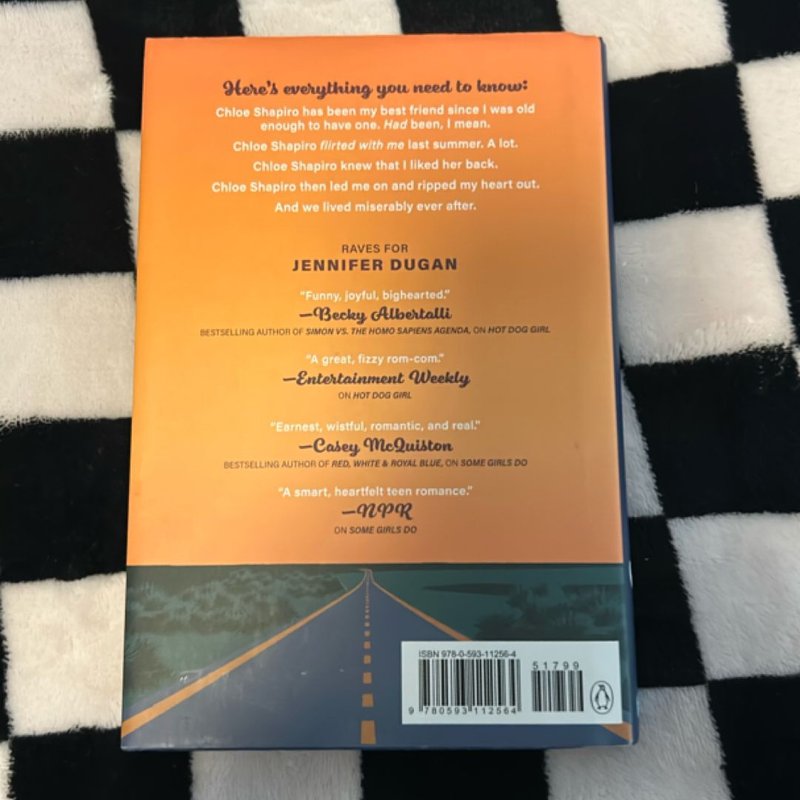 Here's everything you need to know:
Chloe Shapiro has been my best friend since I was old
enough to have one. Had been, I mean.
Chloe Shapiro flirted with me last summer. A lot.
Chloe Shapiro knew that I liked her back.
Chloe Shapiro then led me on and ripped my heart out.
And we lived miserably ever after.
RAVES FOR
JENNIFER DUGAN
"Funny, joyful, bighearted."
—Becky Albertalli
BESTSELLING AUTHOR OF SIMON VS. THE HOMO SAPIENS AGENDA, ON HOT DOG GIRL
"A great, fizzy rom-com."
—Entertainment Weekly
ON HOT DOG GIRL
"Earnest, wistful, romantic, and real."
—Casey McQuiston
BESTSELLING AUTHOR OF RED, WHITE & ROYAL BLUE, ON SOME GIRLS DO
"A smart, heartfelt teen romance."
—NPR
ON SOME GIRLS DO
ISBN 978-0-593-11256-4
51799
9 780593 112564